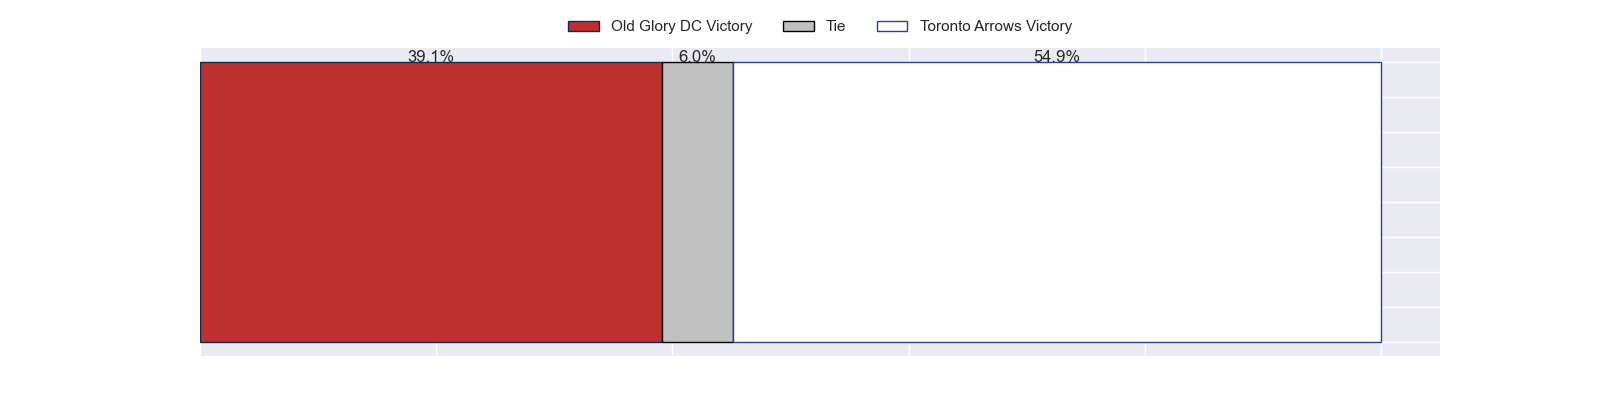 Old Glory DC Victory Tie Toronto Arrows Victory
39.1% 6.0% 54.9%